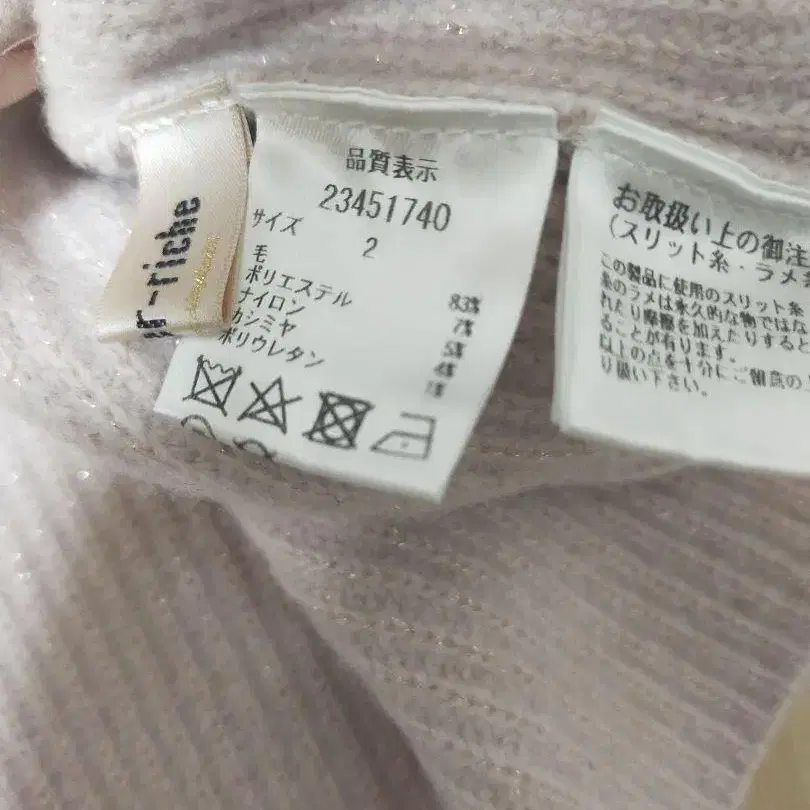 r-riche
品質表示
23451740
サイズ 2
毛 83%
ポリエステル 7%
ナイロン 5%
カシミヤ 4%
ポリウレタン 1%
お取扱い上の御注
(スリット糸・ラメ
この製品に使用のスリット糸
糸のラメは永久的な物ではな
れたり摩擦を加えたりすると
ることが有ります。
以上の点を十分にご留意の
り扱い下さい。